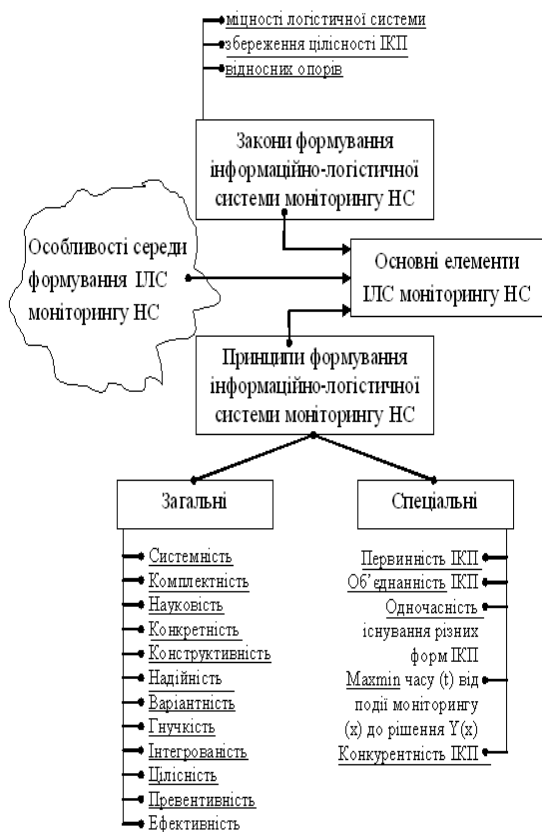 міцності логістичної системи
збереження цілісності ІКП
відносних опорів
Закони формування
інформаційно-логістичної
системи моніторингу НС
Особливості середи
формування ІЛС
моніторингу НС
Основні елементи
ІЛС моніторингу НС
Принципи формування
інформаційно-логістичної
системи моніторингу НС
Загальні
Системність
Комплектність
Науковість
Конкретність
Конструктивність
Надійність
Варіантність
Гнучкість
Інтегрованість
Цілісність
Превентивність
Ефективність
Спеціальні
Первинність ІКП
Об’єднанність ІКП
Одночасність
існування різних
форм ІКП
Maxmin часу (t) від
події моніторингу
(x) до рішення Y(x)
Конкурентність ІКП